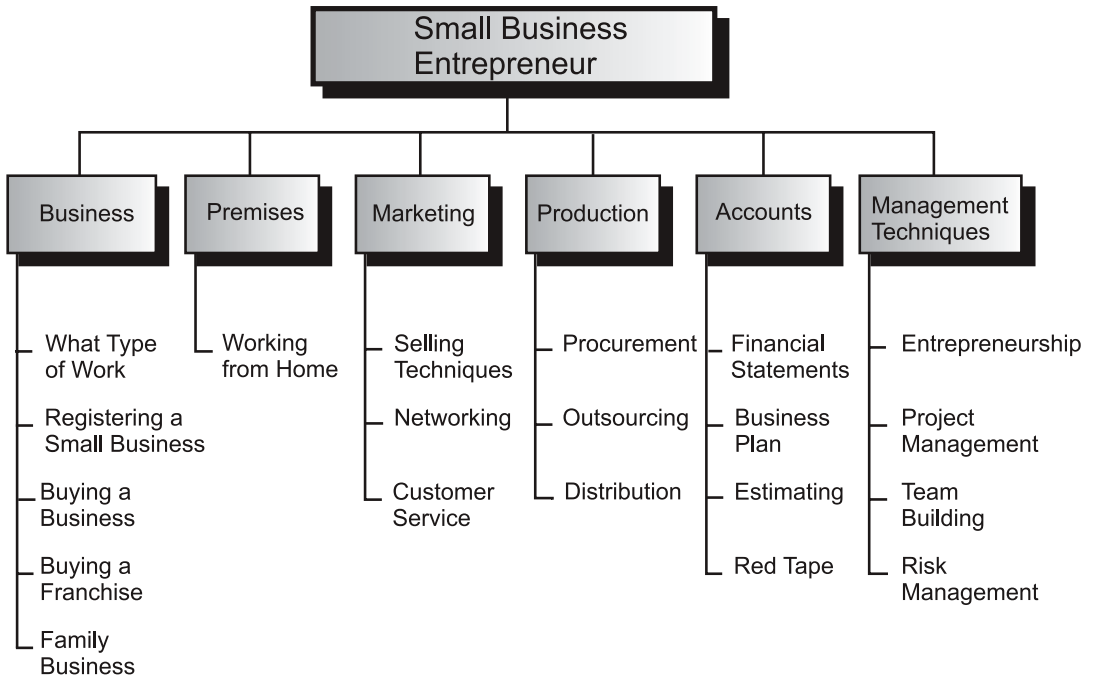 Small Business
Entrepreneur
Business
Premises
Marketing
Production
Accounts
Management
Techniques
What Type
of Work
Registering a
Small Business
Buying a
Business
Buying a
Franchise
Family
Business
Working
from Home
Selling
Techniques
Networking
Customer
Service
Procurement
Outsourcing
Distribution
Financial
Statements
Business
Plan
Estimating
Red Tape
Entrepreneurship
Project
Management
Team
Building
Risk
Management